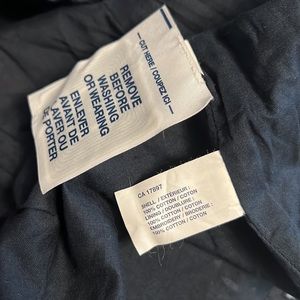 - CUT HERE / COUPEZ ICI -
REMOVE
BEFORE
WASHING
OR WEARING
ENLEVER
AVANT DE
LAVER OU
DE PORTER
CA 17897
SHELL / EXTÉRIEUR :
100% COTTON / COTON
LINING / DOUBLURE :
100% COTTON / COTON
EMBROIDERY / BRODERIE :
100% COTTON / COTON